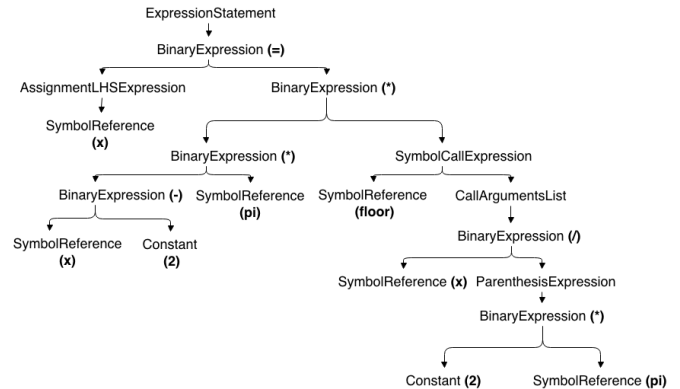 ExpressionStatement
BinaryExpression (=)
AssignmentLHSExpression
BinaryExpression (*)
SymbolReference
(x)
BinaryExpression (*)
SymbolCallExpression
BinaryExpression (-)
SymbolReference
(pi)
SymbolReference
(floor)
CallArgumentsList
SymbolReference
(x)
Constant
(2)
BinaryExpression (/)
SymbolReference (x)
ParenthesisExpression
BinaryExpression (*)
Constant (2)
SymbolReference (pi)